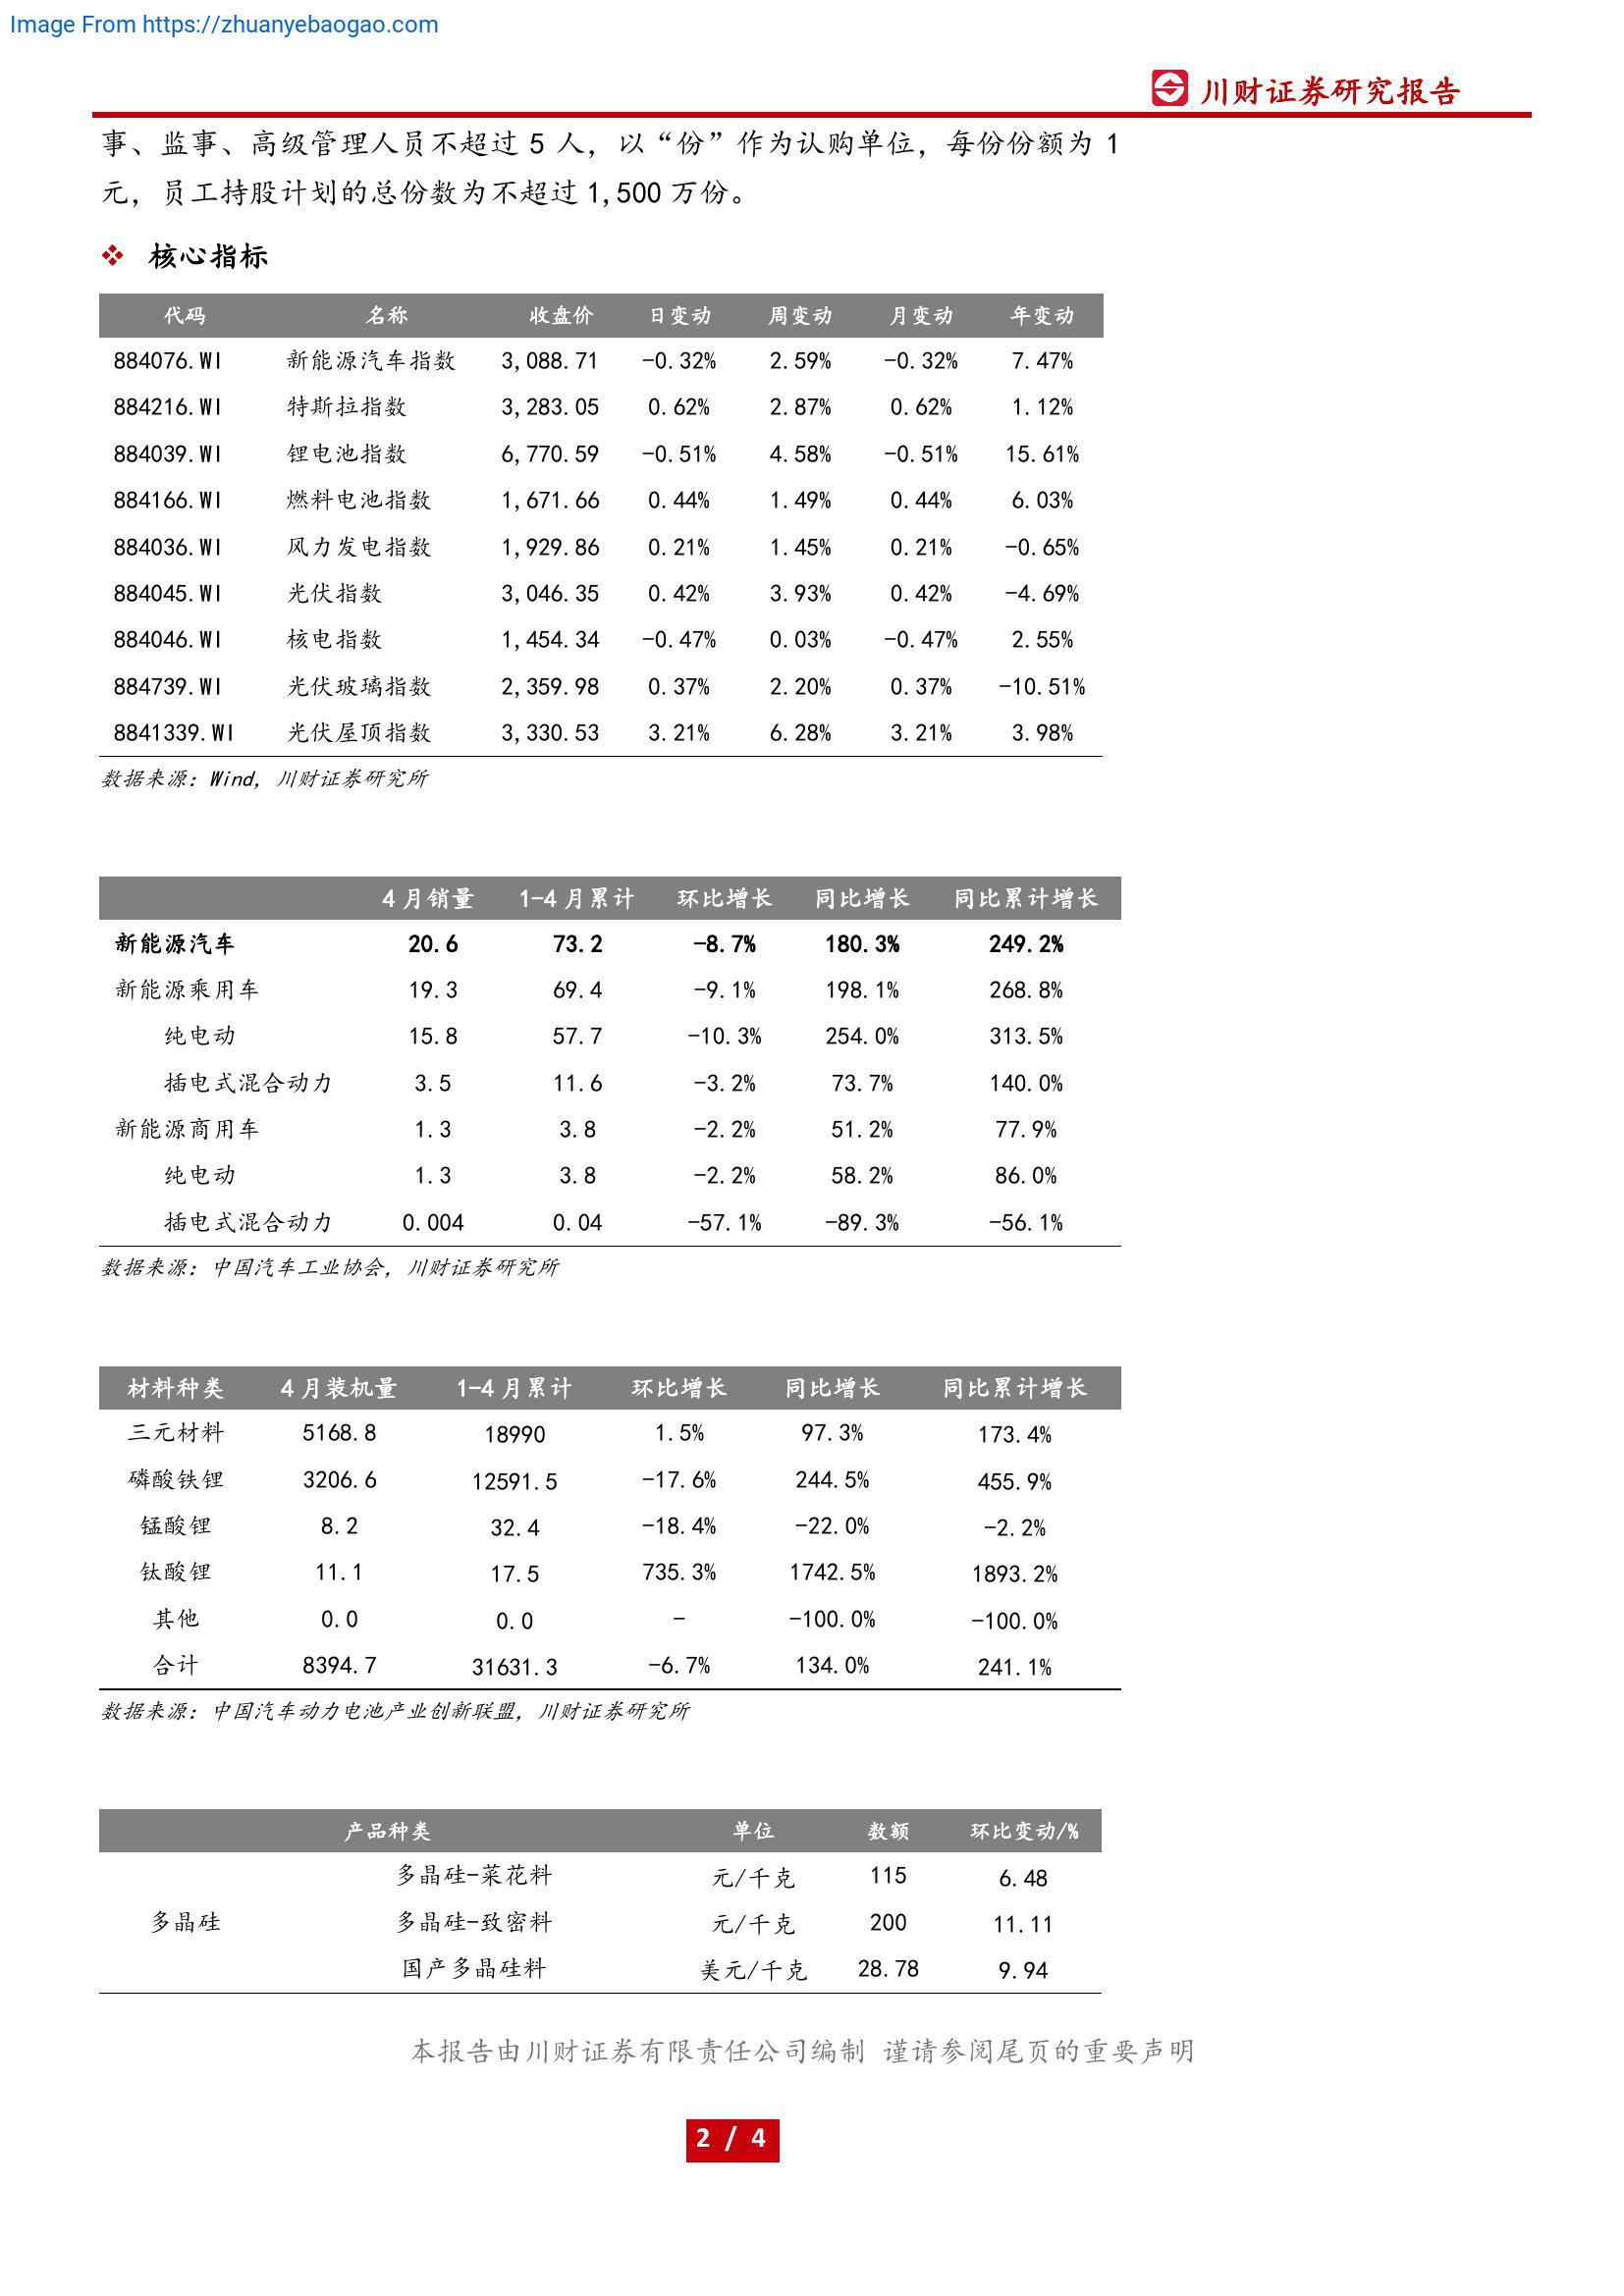 Image From https://zhuanyebaogao.com
川财证券研究报告
事、监事、高级管理人员不超过 5 人，以“份”作为认购单位，每份份额为 1
元，员工持股计划的总份数为不超过 1,500 万份。
❖ 核心指标
代码 名称 收盘价 日变动 周变动 月变动 年变动
884076.WI 新能源汽车指数 3,088.71 -0.32% 2.59% -0.32% 7.47%
884216.WI 特斯拉指数 3,283.05 0.62% 2.87% 0.62% 1.12%
884039.WI 锂电池指数 6,770.59 -0.51% 4.58% -0.51% 15.61%
884166.WI 燃料电池指数 1,671.66 0.44% 1.49% 0.44% 6.03%
884036.WI 风力发电指数 1,929.86 0.21% 1.45% 0.21% -0.65%
884045.WI 光伏指数 3,046.35 0.42% 3.93% 0.42% -4.69%
884046.WI 核电指数 1,454.34 -0.47% 0.03% -0.47% 2.55%
884739.WI 光伏玻璃指数 2,359.98 0.37% 2.20% 0.37% -10.51%
8841339.WI 光伏屋顶指数 3,330.53 3.21% 6.28% 3.21% 3.98%
数据来源：Wind，川财证券研究所
4 月销量 1-4 月累计 环比增长 同比增长 同比累计增长
新能源汽车 20.6 73.2 -8.7% 180.3% 249.2%
新能源乘用车 19.3 69.4 -9.1% 198.1% 268.8%
纯电动 15.8 57.7 -10.3% 254.0% 313.5%
插电式混合动力 3.5 11.6 -3.2% 73.7% 140.0%
新能源商用车 1.3 3.8 -2.2% 51.2% 77.9%
纯电动 1.3 3.8 -2.2% 58.2% 86.0%
插电式混合动力 0.004 0.04 -57.1% -89.3% -56.1%
数据来源：中国汽车工业协会，川财证券研究所
材料种类 4 月装机量 1-4 月累计 环比增长 同比增长 同比累计增长
三元材料 5168.8 18990 1.5% 97.3% 173.4%
磷酸铁锂 3206.6 12591.5 -17.6% 244.5% 455.9%
锰酸锂 8.2 32.4 -18.4% -22.0% -2.2%
钛酸锂 11.1 17.5 735.3% 1742.5% 1893.2%
其他 0.0 0.0 - -100.0% -100.0%
合计 8394.7 31631.3 -6.7% 134.0% 241.1%
数据来源：中国汽车动力电池产业创新联盟，川财证券研究所
产品种类 单位 数额 环比变动/%
多晶硅-菜花料 元/千克 115 6.48
多晶硅 多晶硅-致密料 元/千克 200 11.11
国产多晶硅料 美元/千克 28.78 9.94
本报告由川财证券有限责任公司编制 谨请参阅尾页的重要声明
2 / 4